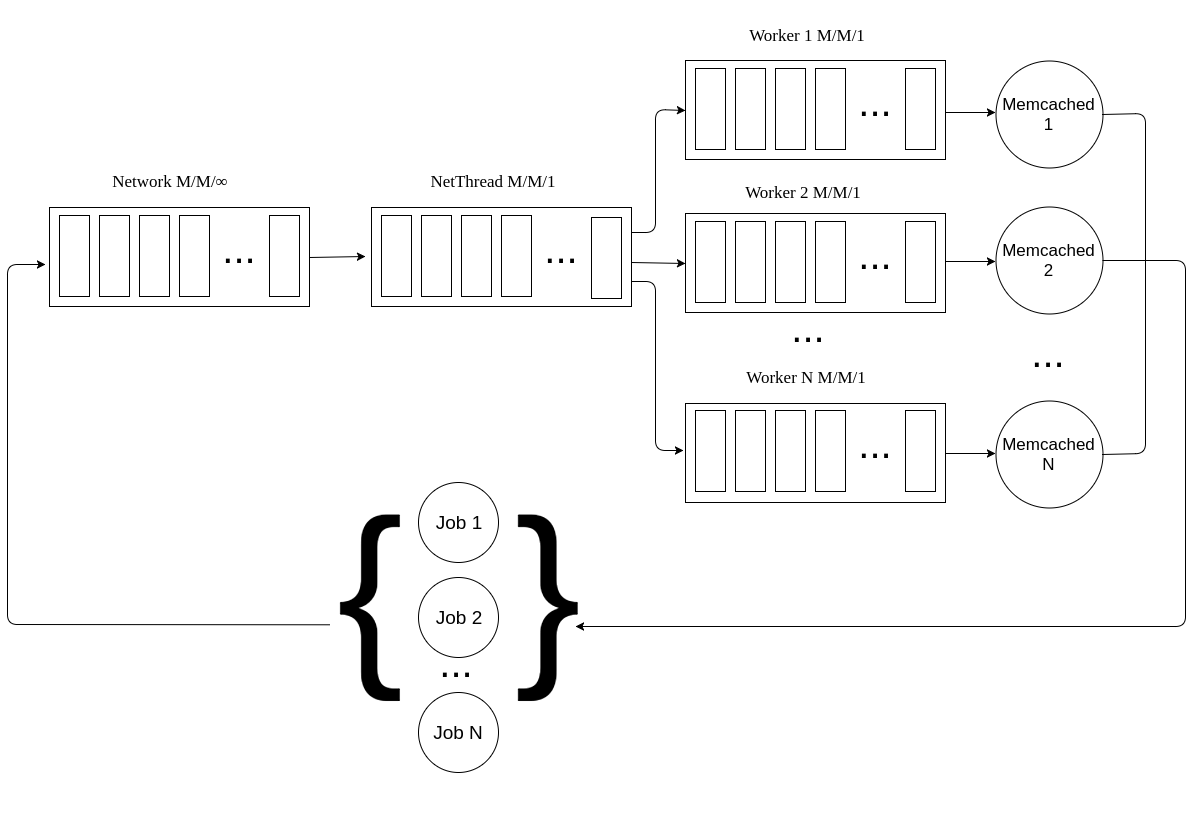 Worker 1 M/M/1
Memcached
1
Network M/M/∞
NetThread M/M/1
Worker 2 M/M/1
Memcached
2
...
...
...
...
...
...
Worker N M/M/1
Memcached
N
...
Job 1
{
}
Job 2
...
Job N